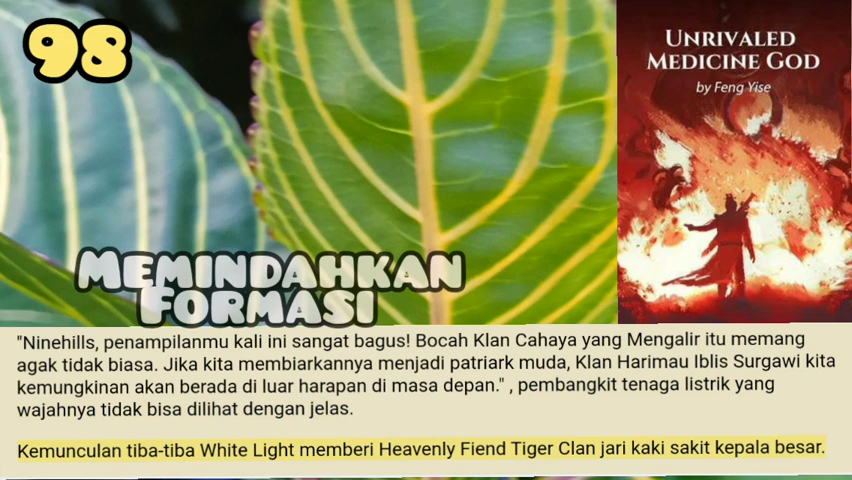 98
UNRIVALED
MEDICINE GOD
by Feng Yise
MEMINDAHKAN
FORMASI
"Ninehills, penampilanmu kali ini sangat bagus! Bocah Klan Cahaya yang Mengalir itu memang
agak tidak biasa. Jika kita membiarkannya menjadi patriark muda, Klan Harimau Iblis Surgawi kita
kemungkinan akan berada di luar harapan di masa depan." , pembangkit tenaga listrik yang
wajahnya tidak bisa dilihat dengan jelas.
Kemunculan tiba-tiba White Light memberi Heavenly Fiend Tiger Clan jari kaki sakit kepala besar.